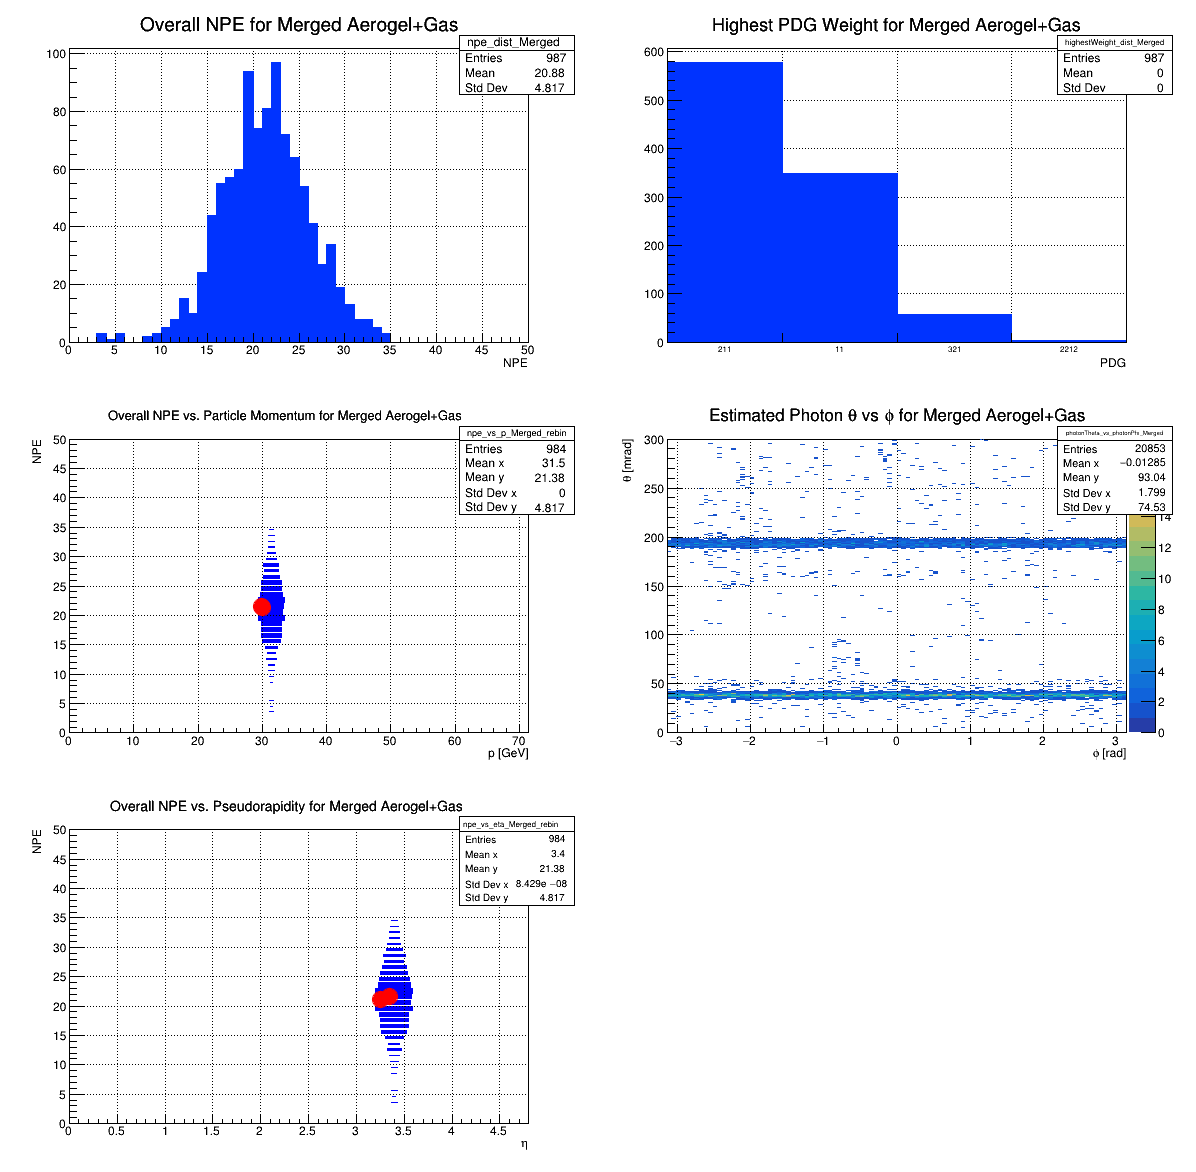 Overall NPE for Merged Aerogel+Gas
npe_dist_Merged
Entries 987
Mean 20.88
Std Dev 4.817
100
80
60
40
20
0
0 5 10 15 20 25 30 35 40 45 50
NPE
Highest PDG Weight for Merged Aerogel+Gas
highestWeight_dist_Merged
Entries 987
Mean 0
Std Dev 0
600
500
400
300
200
100
0
211 11 321 2212
PDG
Overall NPE vs. Particle Momentum for Merged Aerogel+Gas
npe_vs_p_Merged_rebin
Entries 984
Mean x 31.5
Mean y 21.38
Std Dev x 0
Std Dev y 4.817
NPE
50
45
40
35
30
25
20
15
10
5
0
0 10 20 30 40 50 60 70
p [GeV]
Estimated Photon θ vs ϕ for Merged Aerogel+Gas
photonTheta_vs_photonPhi_Merged
Entries 20853
Mean x −0.01285
Mean y 93.04
Std Dev x 1.799
Std Dev y 74.53
θ [mrad]
300
250
200
150
100
50
0
−3 −2 −1 0 1 2 3
ϕ [rad]
14
12
10
8
6
4
2
0
Overall NPE vs. Pseudorapidity for Merged Aerogel+Gas
npe_vs_eta_Merged_rebin
Entries 984
Mean x 3.4
Mean y 21.38
Std Dev x 8.429e −08
Std Dev y 4.817
NPE
50
45
40
35
30
25
20
15
10
5
0
0 0.5 1 1.5 2 2.5 3 3.5 4 4.5
η